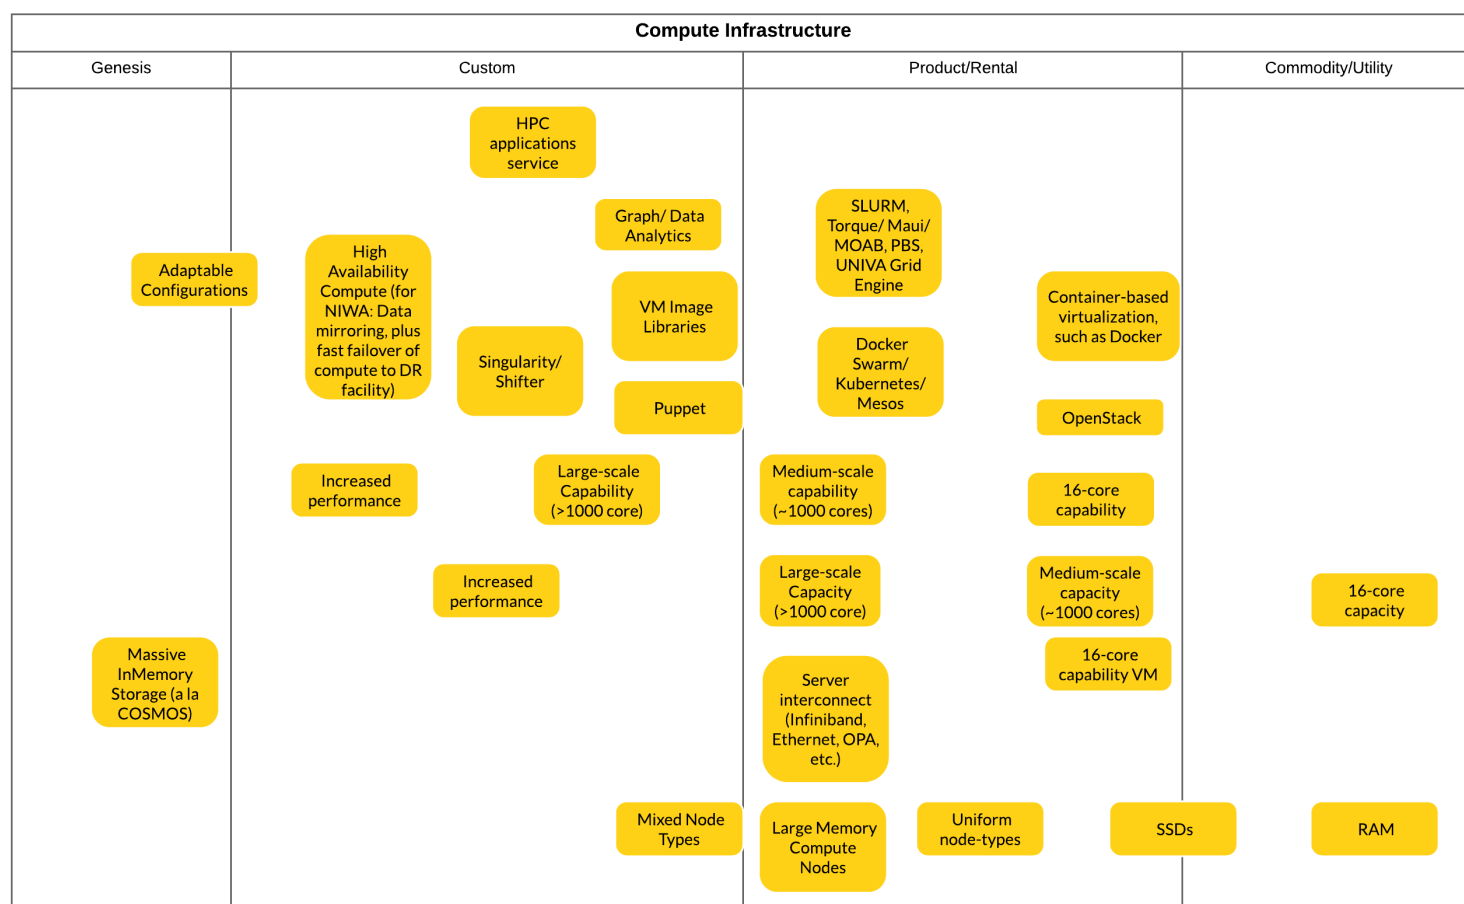 Compute Infrastructure
Genesis
Custom
Product/Rental
Commodity/Utility
HPC
applications
service
Graph/ Data
Analytics
SLURM,
Torque/ Maui/
MOAB, PBS,
UNIVA Grid
Engine
Adaptable
Configurations
High
Availability
Compute (for
NIWA: Data
mirroring, plus
fast failover of
compute to DR
facility)
VM Image
Libraries
Container-based
virtualization,
such as Docker
Singularity/
Shifter
Docker
Swarm/
Kubernetes/
Mesos
Puppet
OpenStack
Increased
performance
Large-scale
Capability
(>1000 core)
Medium-scale
capability
(~1000 cores)
16-core
capability
Increased
performance
Large-scale
Capacity
(>1000 core)
Medium-scale
capacity
(~1000 cores)
16-core
capacity
Massive
InMemory
Storage (a la
COSMOS)
Server
interconnect
(Infiniband,
Ethernet, OPA,
etc.)
16-core
capability VM
Mixed Node
Types
Large Memory
Compute
Nodes
Uniform
node-types
SSDs
RAM